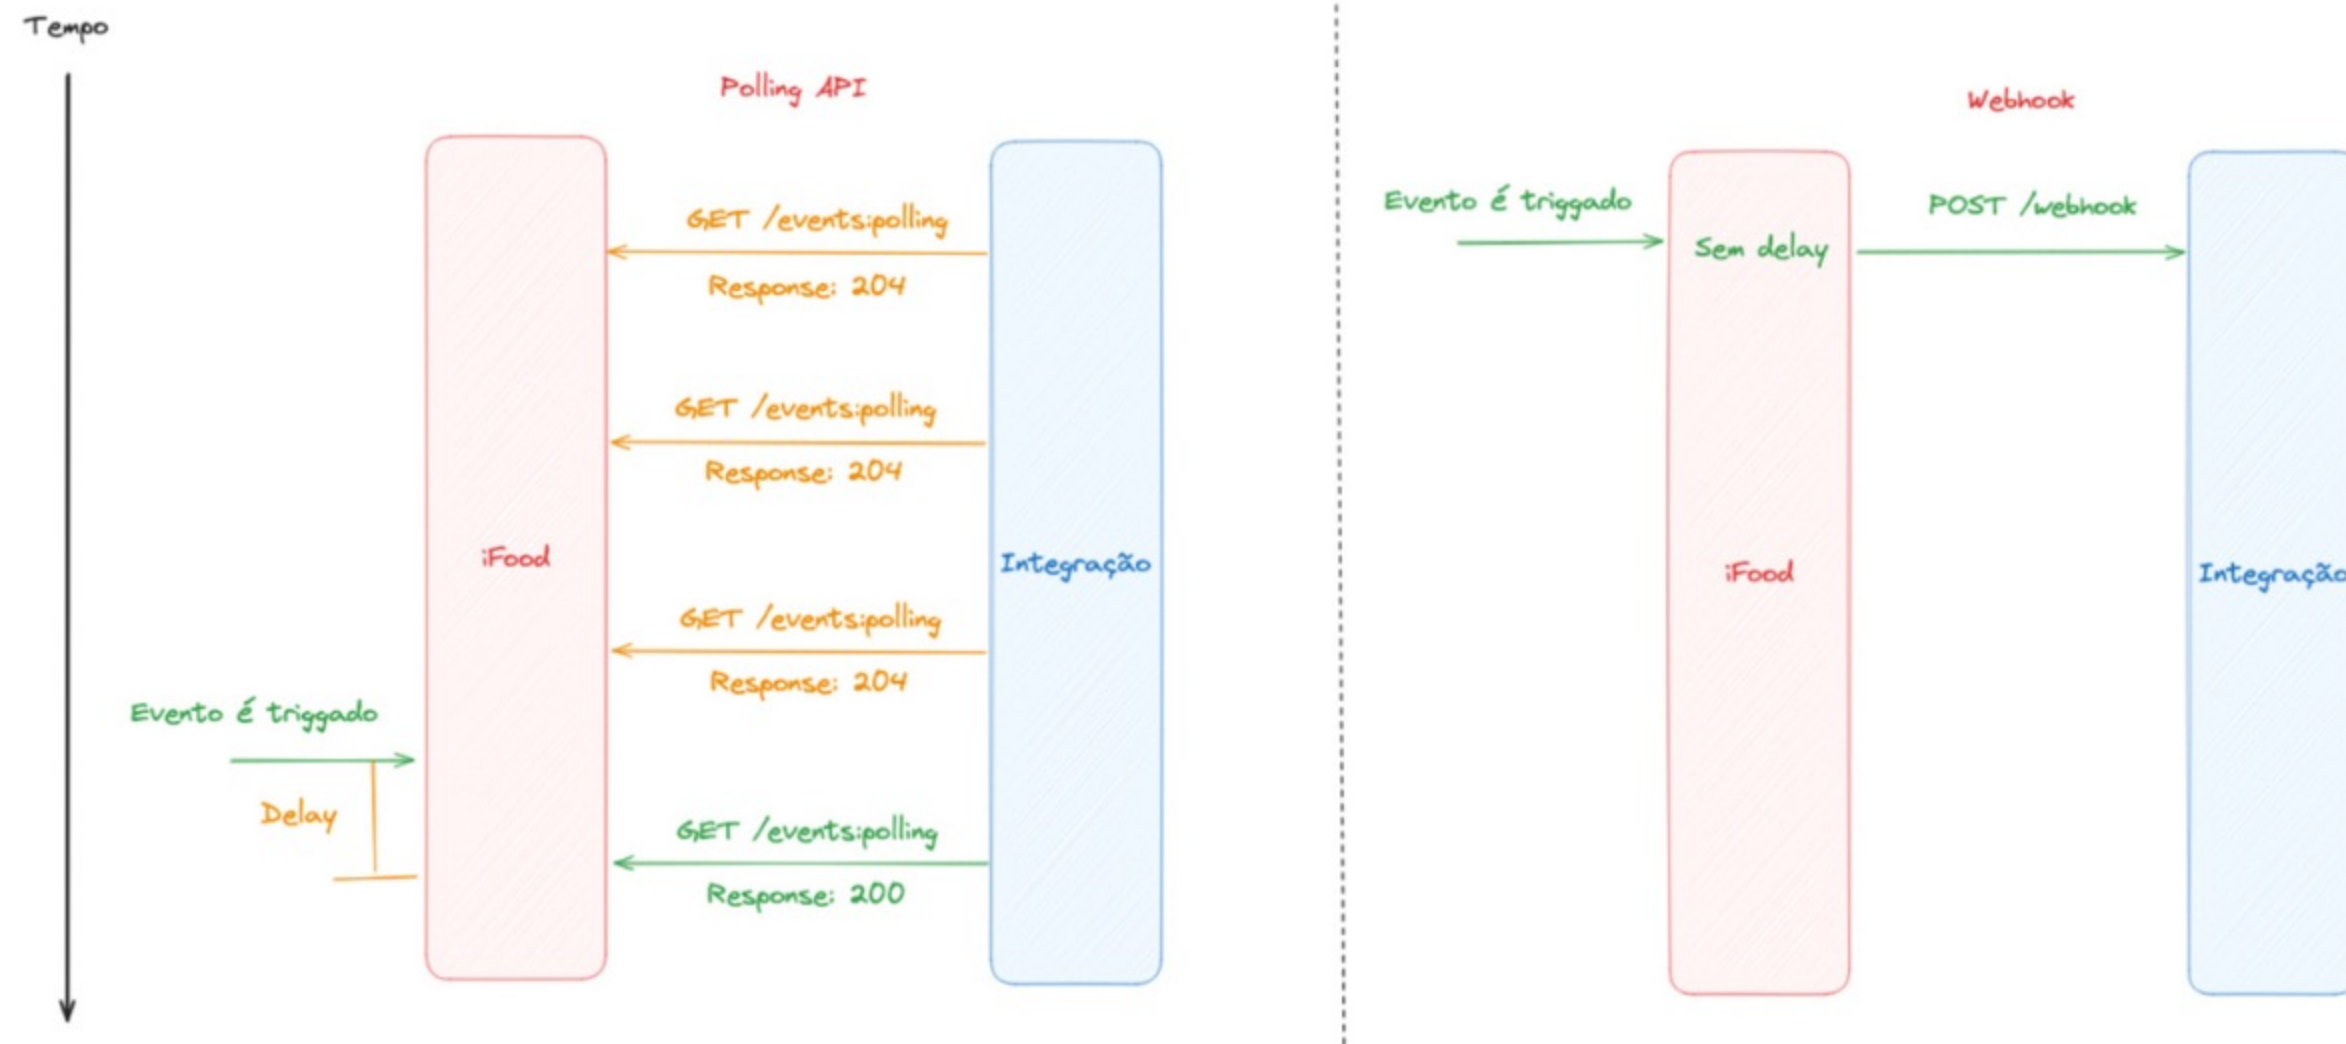 Tempo
Polling API
GET /events:polling
Response: 204
GET /events:polling
Response: 204
iFood
Integração
GET /events:polling
Response: 204
Evento é triggado
Delay
GET /events:polling
Response: 200
Webhook
Evento é triggado
Sem delay
POST /webhook
iFood
Integração